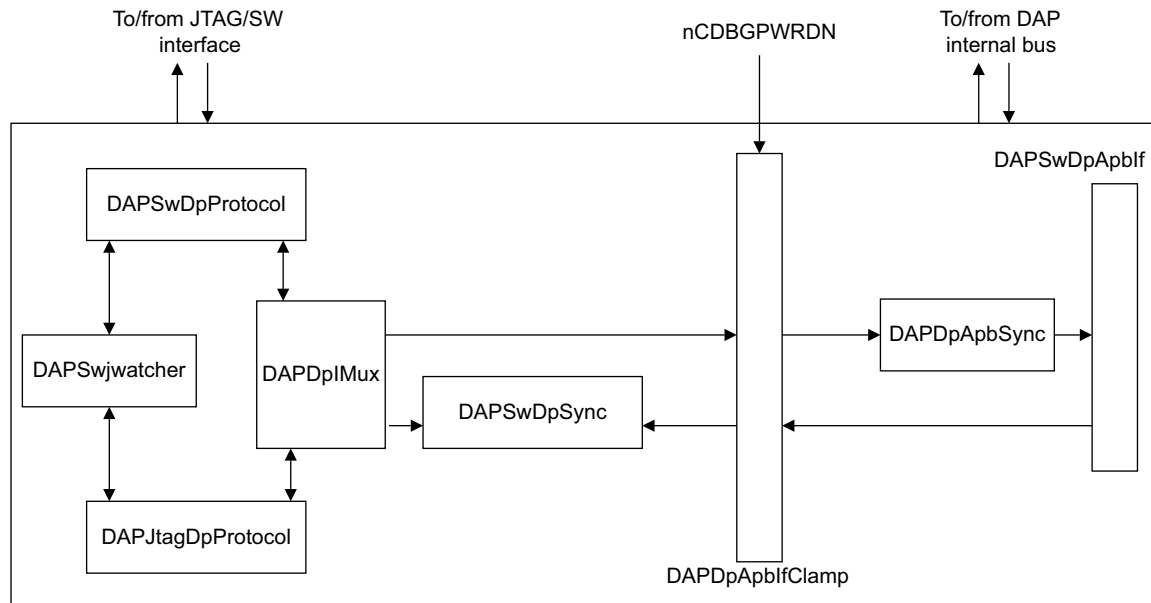 To/from JTAG/SW
interface
nCDBGPWRDN
To/from DAP
internal bus
DAPSwDpApbIf
DAPSwDpProtocol
DAPSwjwatcher
DAPDpIMux
DAPSwDpSync
DAPDpApbSync
DAPJtagDpProtocol
DAPDpApbIfClamp